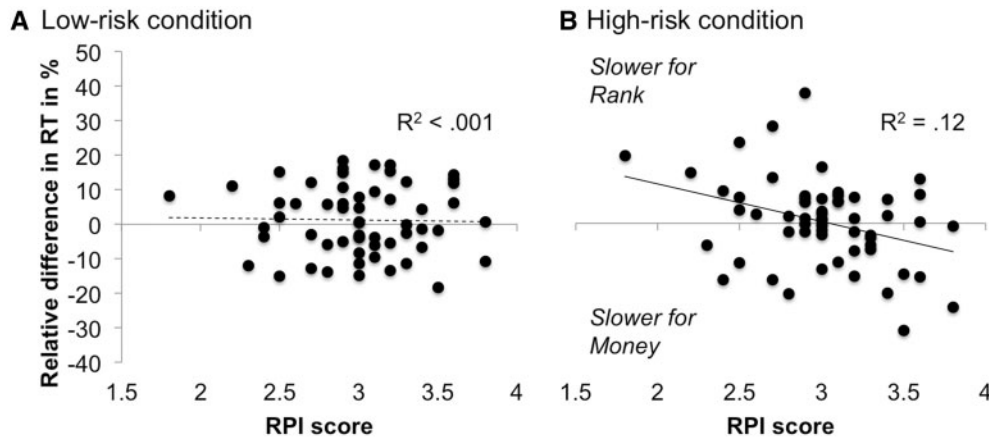 A Low-risk condition
B High-risk condition
Relative difference in RT in %
50
40
30
20
10
0
-10
-20
-30
-40
R² < .001
1.5 2 2.5 3 3.5 4
RPI score
Slower for
Rank
R² = .12
Slower for
Money
1.5 2 2.5 3 3.5 4
RPI score